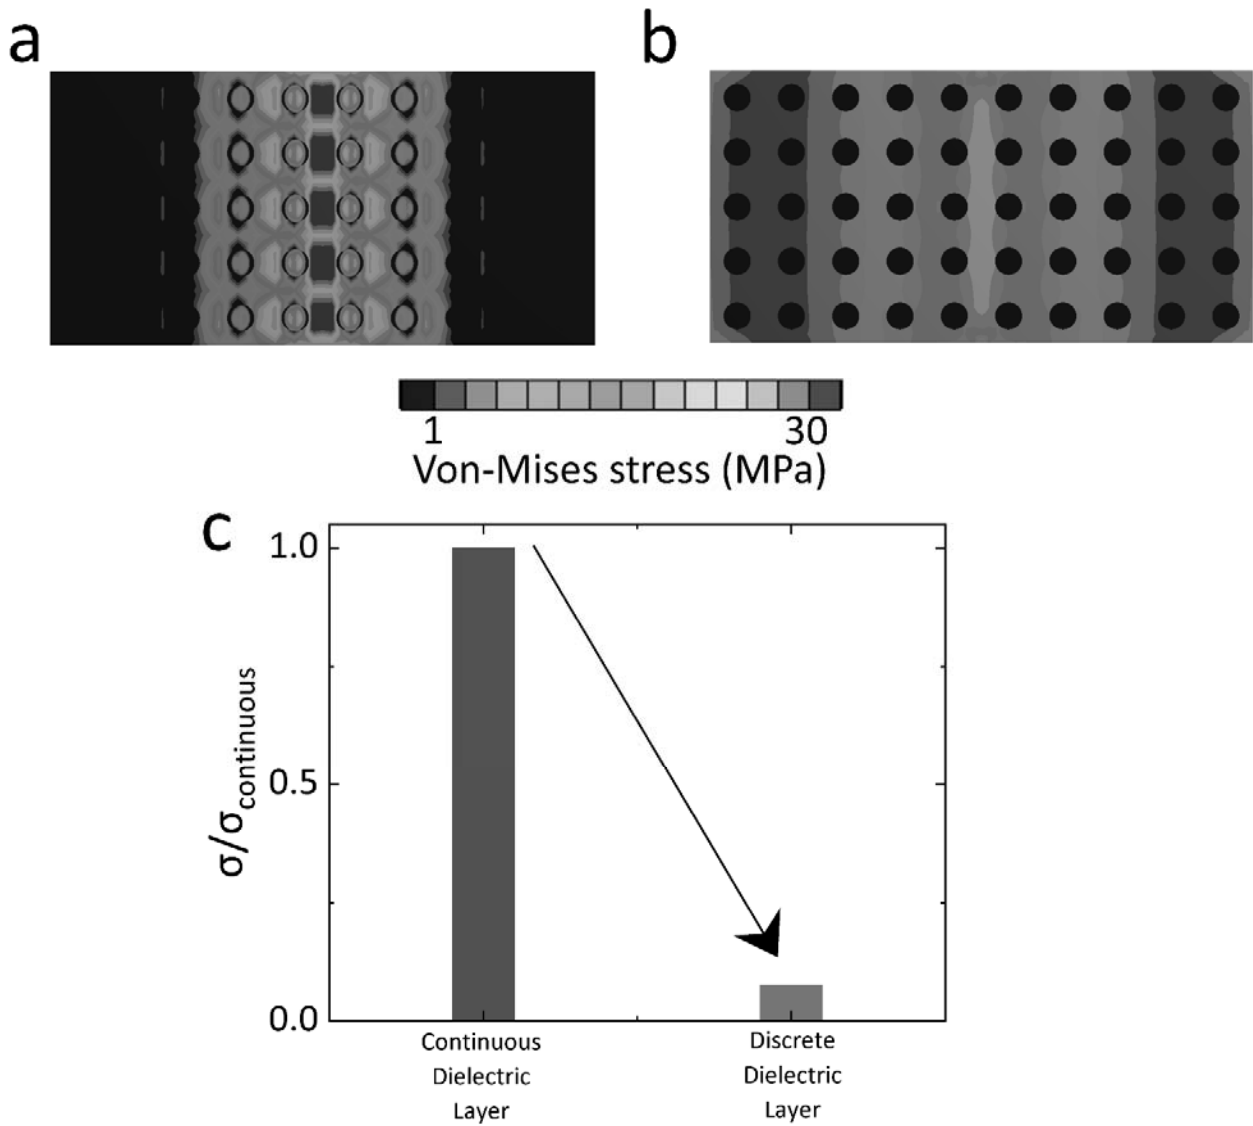 a
b
1 30
Von-Mises stress (MPa)
c
1.0
0.5
0.0
σ/σcontinuous
Continuous
Dielectric
Layer
Discrete
Dielectric
Layer